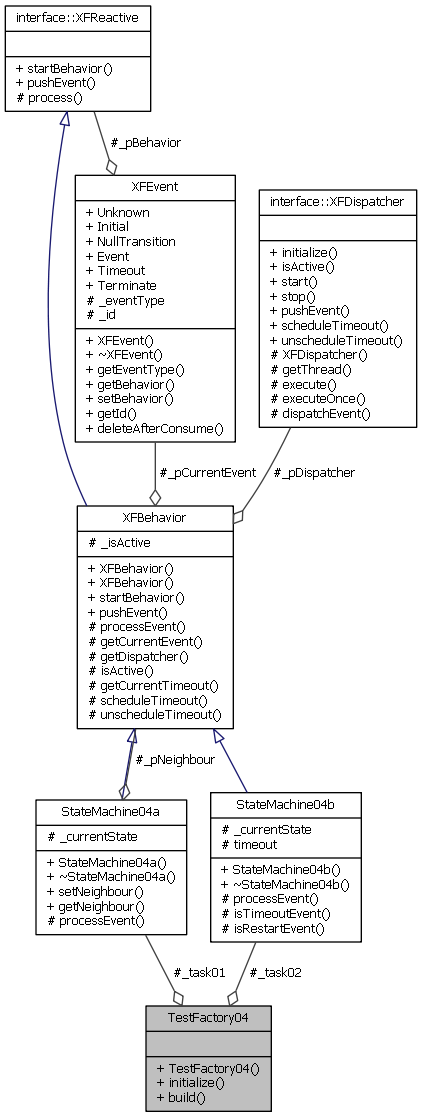 interface::XFReactive
+ startBehavior()
+ pushEvent()
# process()
#_pBehavior
XFEvent
+ Unknown
+ Initial
+ NullTransition
+ Event
+ Timeout
+ Terminate
# _eventType
# _id
+ XFEvent()
+ ~XFEvent()
+ getEventType()
+ getBehavior()
+ setBehavior()
+ getId()
+ deleteAfterConsume()
interface::XFDispatcher
+ initialize()
+ isActive()
+ start()
+ stop()
+ pushEvent()
+ scheduleTimeout()
+ unscheduleTimeout()
# XFDispatcher()
# getThread()
# execute()
# executeOnce()
# dispatchEvent()
#_pCurrentEvent
#_pDispatcher
XFBehavior
# _isActive
+ XFBehavior()
+ XFBehavior()
+ startBehavior()
+ pushEvent()
# processEvent()
# getCurrentEvent()
# getDispatcher()
# isActive()
# getCurrentTimeout()
# scheduleTimeout()
# unscheduleTimeout()
#_pNeighbour
StateMachine04a
# _currentState
+ StateMachine04a()
+ ~StateMachine04a()
+ setNeighbour()
+ getNeighbour()
# processEvent()
StateMachine04b
# _currentState
# timeout
+ StateMachine04b()
+ ~StateMachine04b()
# processEvent()
# isTimeoutEvent()
# isRestartEvent()
#_task01
#_task02
TestFactory04
+ TestFactory04()
+ initialize()
+ build()